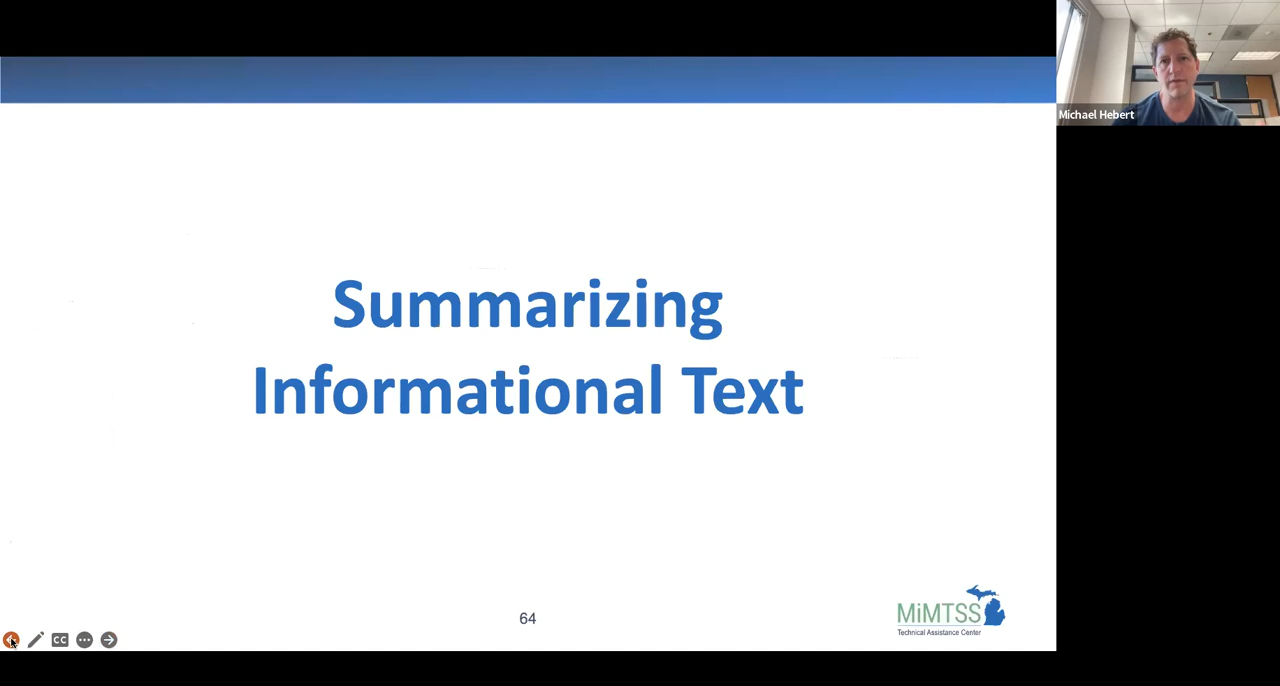 Michael Hebert
Summarizing
Informational Text
64
MiMTSS
Technical Assistance Center
CC